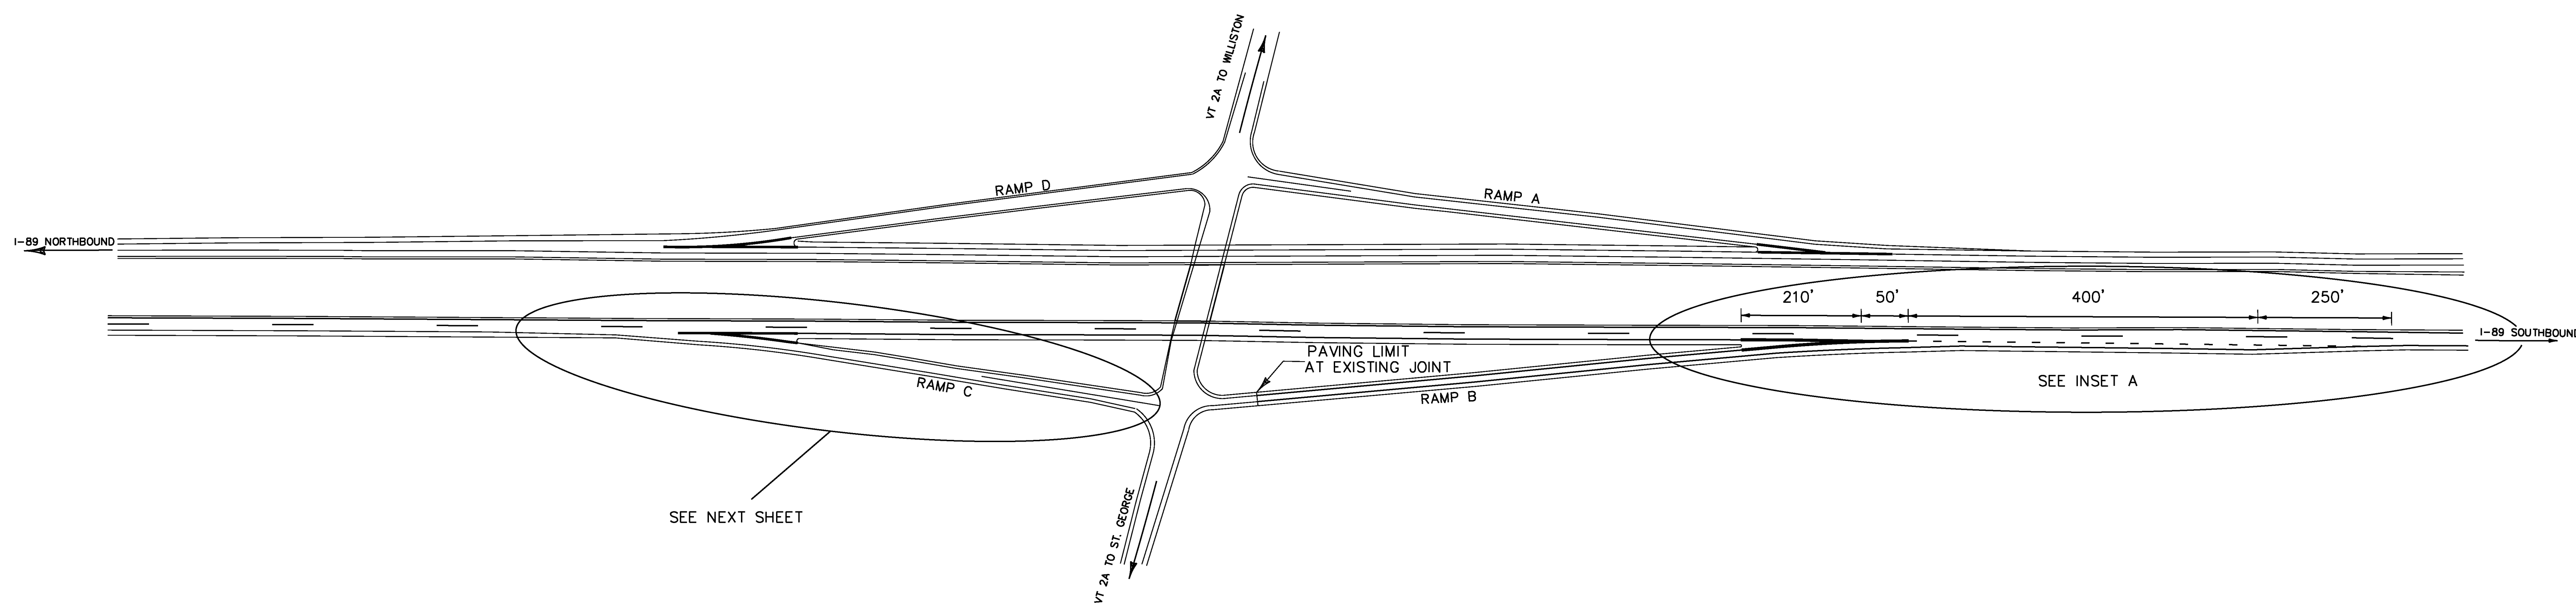 VT 2A TO WILLISTON
RAMP D
RAMP A
I-89 NORTHBOUND
210' 50' 400' 250'
I-89 SOUTHBOUND
PAVING LIMIT
AT EXISTING JOINT
SEE INSET A
RAMP C
RAMP B
SEE NEXT SHEET
VT 2A TO ST. GEORGE